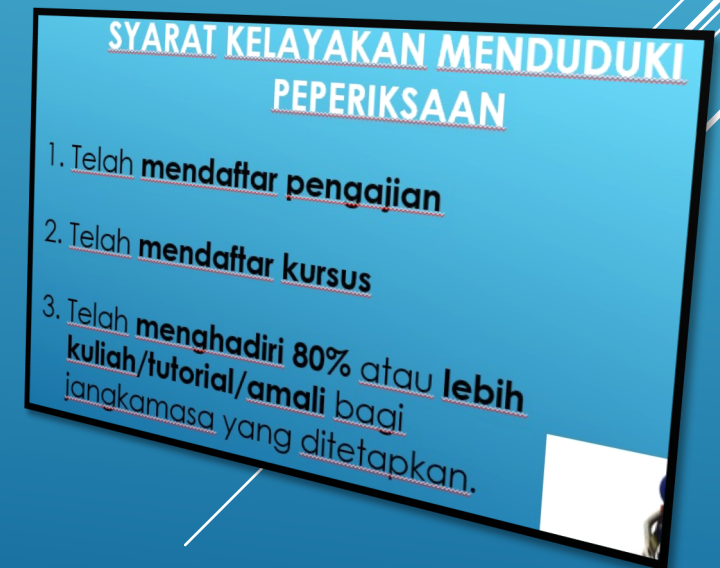 SYARAT KELAYAKAN MENDUDUKI
PEPERIKSAAN
1. Telah mendaftar pengajian
2. Telah mendaftar kursus
3. Telah menghadiri 80% atau lebih
kuliah/tutorial/amali bagi
jangkamasa yang ditetapkan.